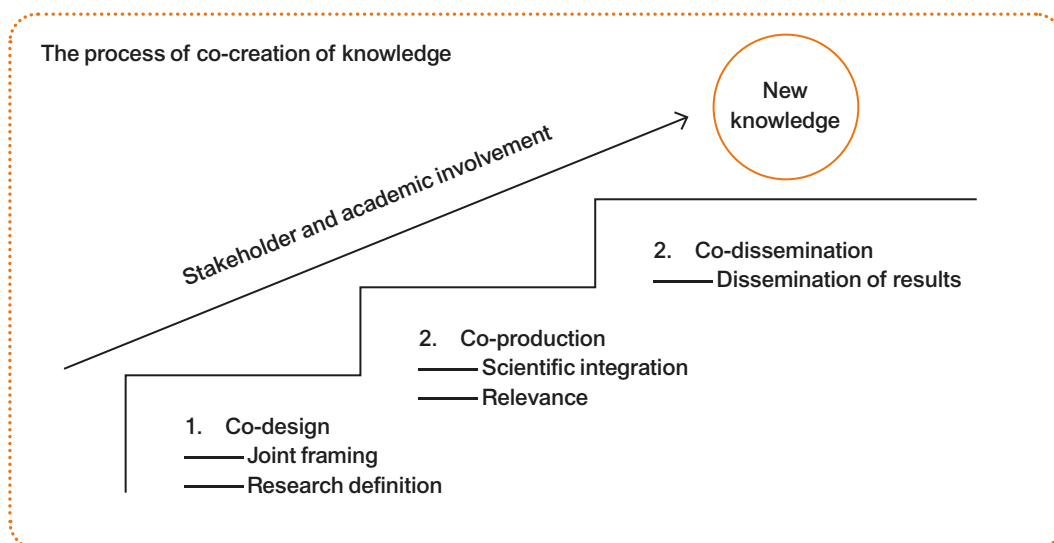 The process of co-creation of knowledge
New
knowledge
Stakeholder and academic involvement
2. Co-dissemination
Dissemination of results
2. Co-production
Scientific integration
Relevance
1. Co-design
Joint framing
Research definition